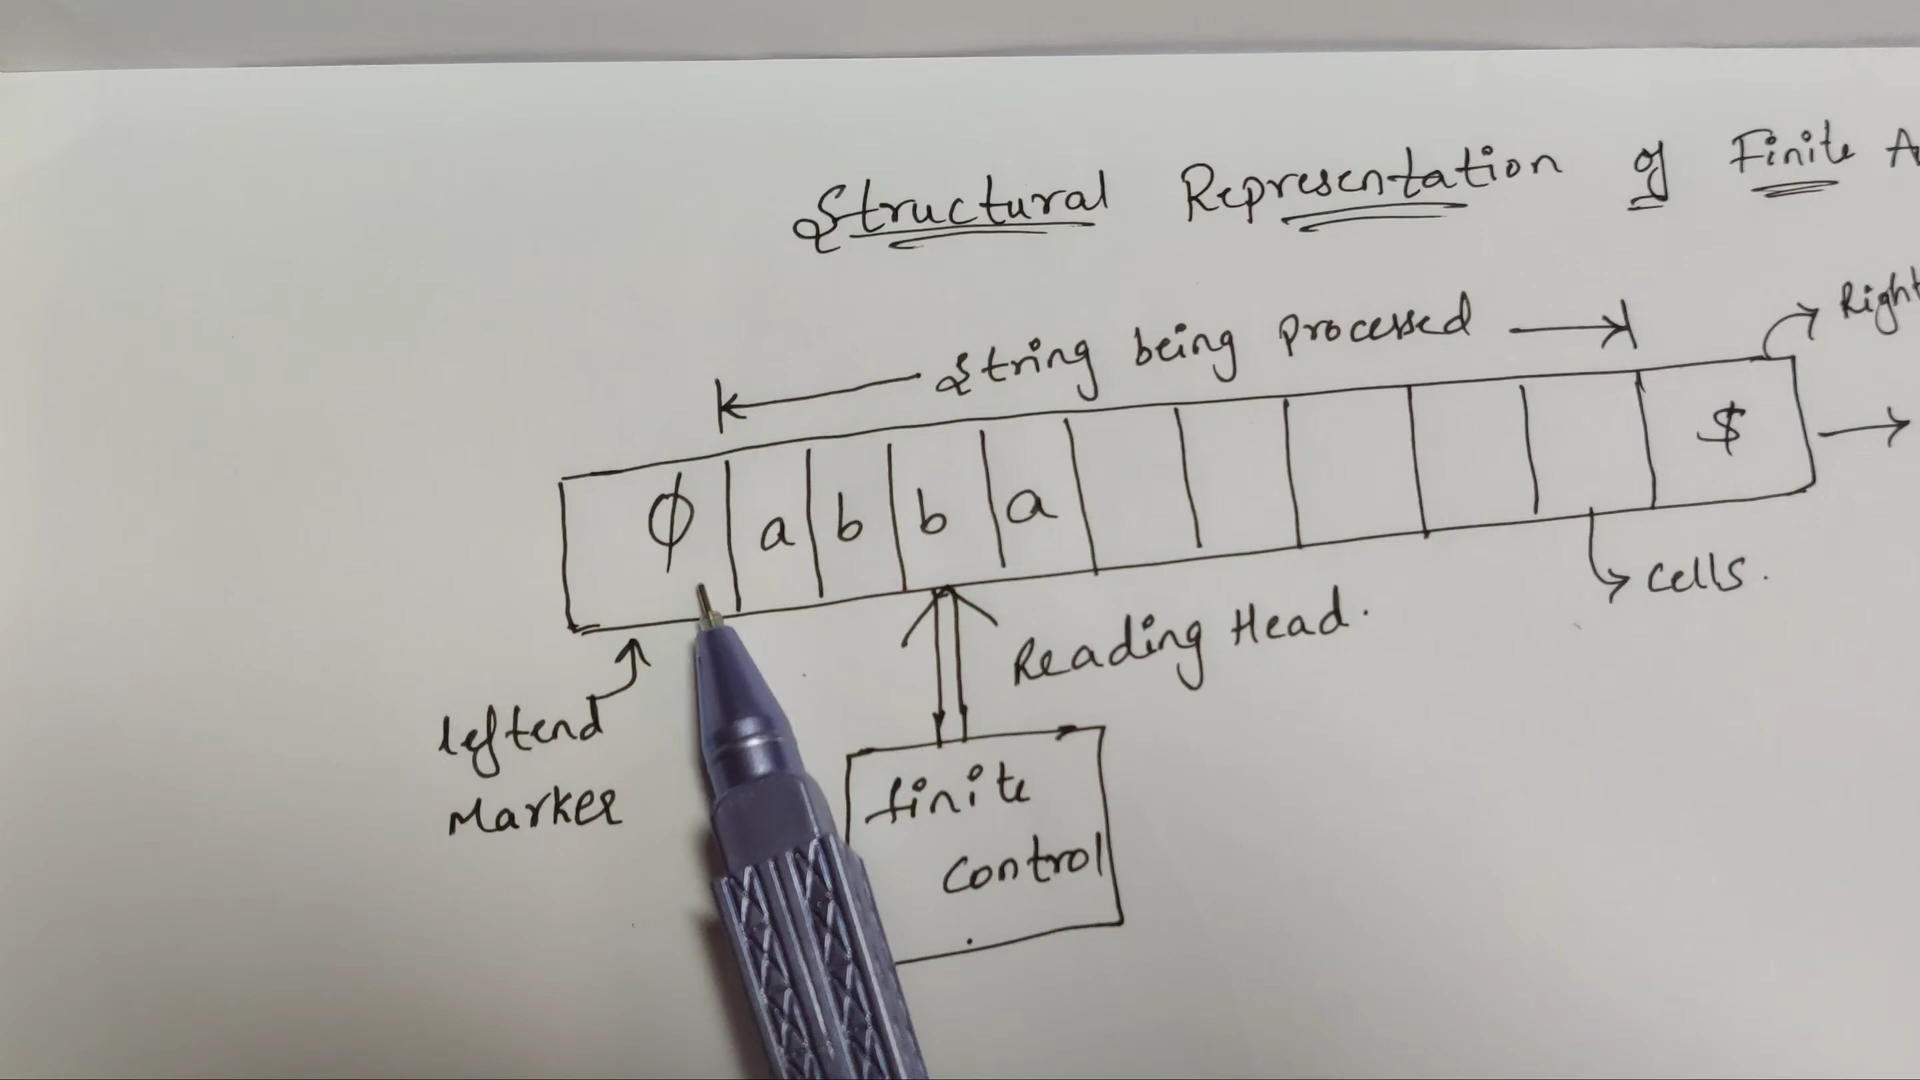 Structural Representation of Finite A
String being processed
Right
ϕ a b b a $
cells.
Reading Head.
leftend
Marker
finite
control